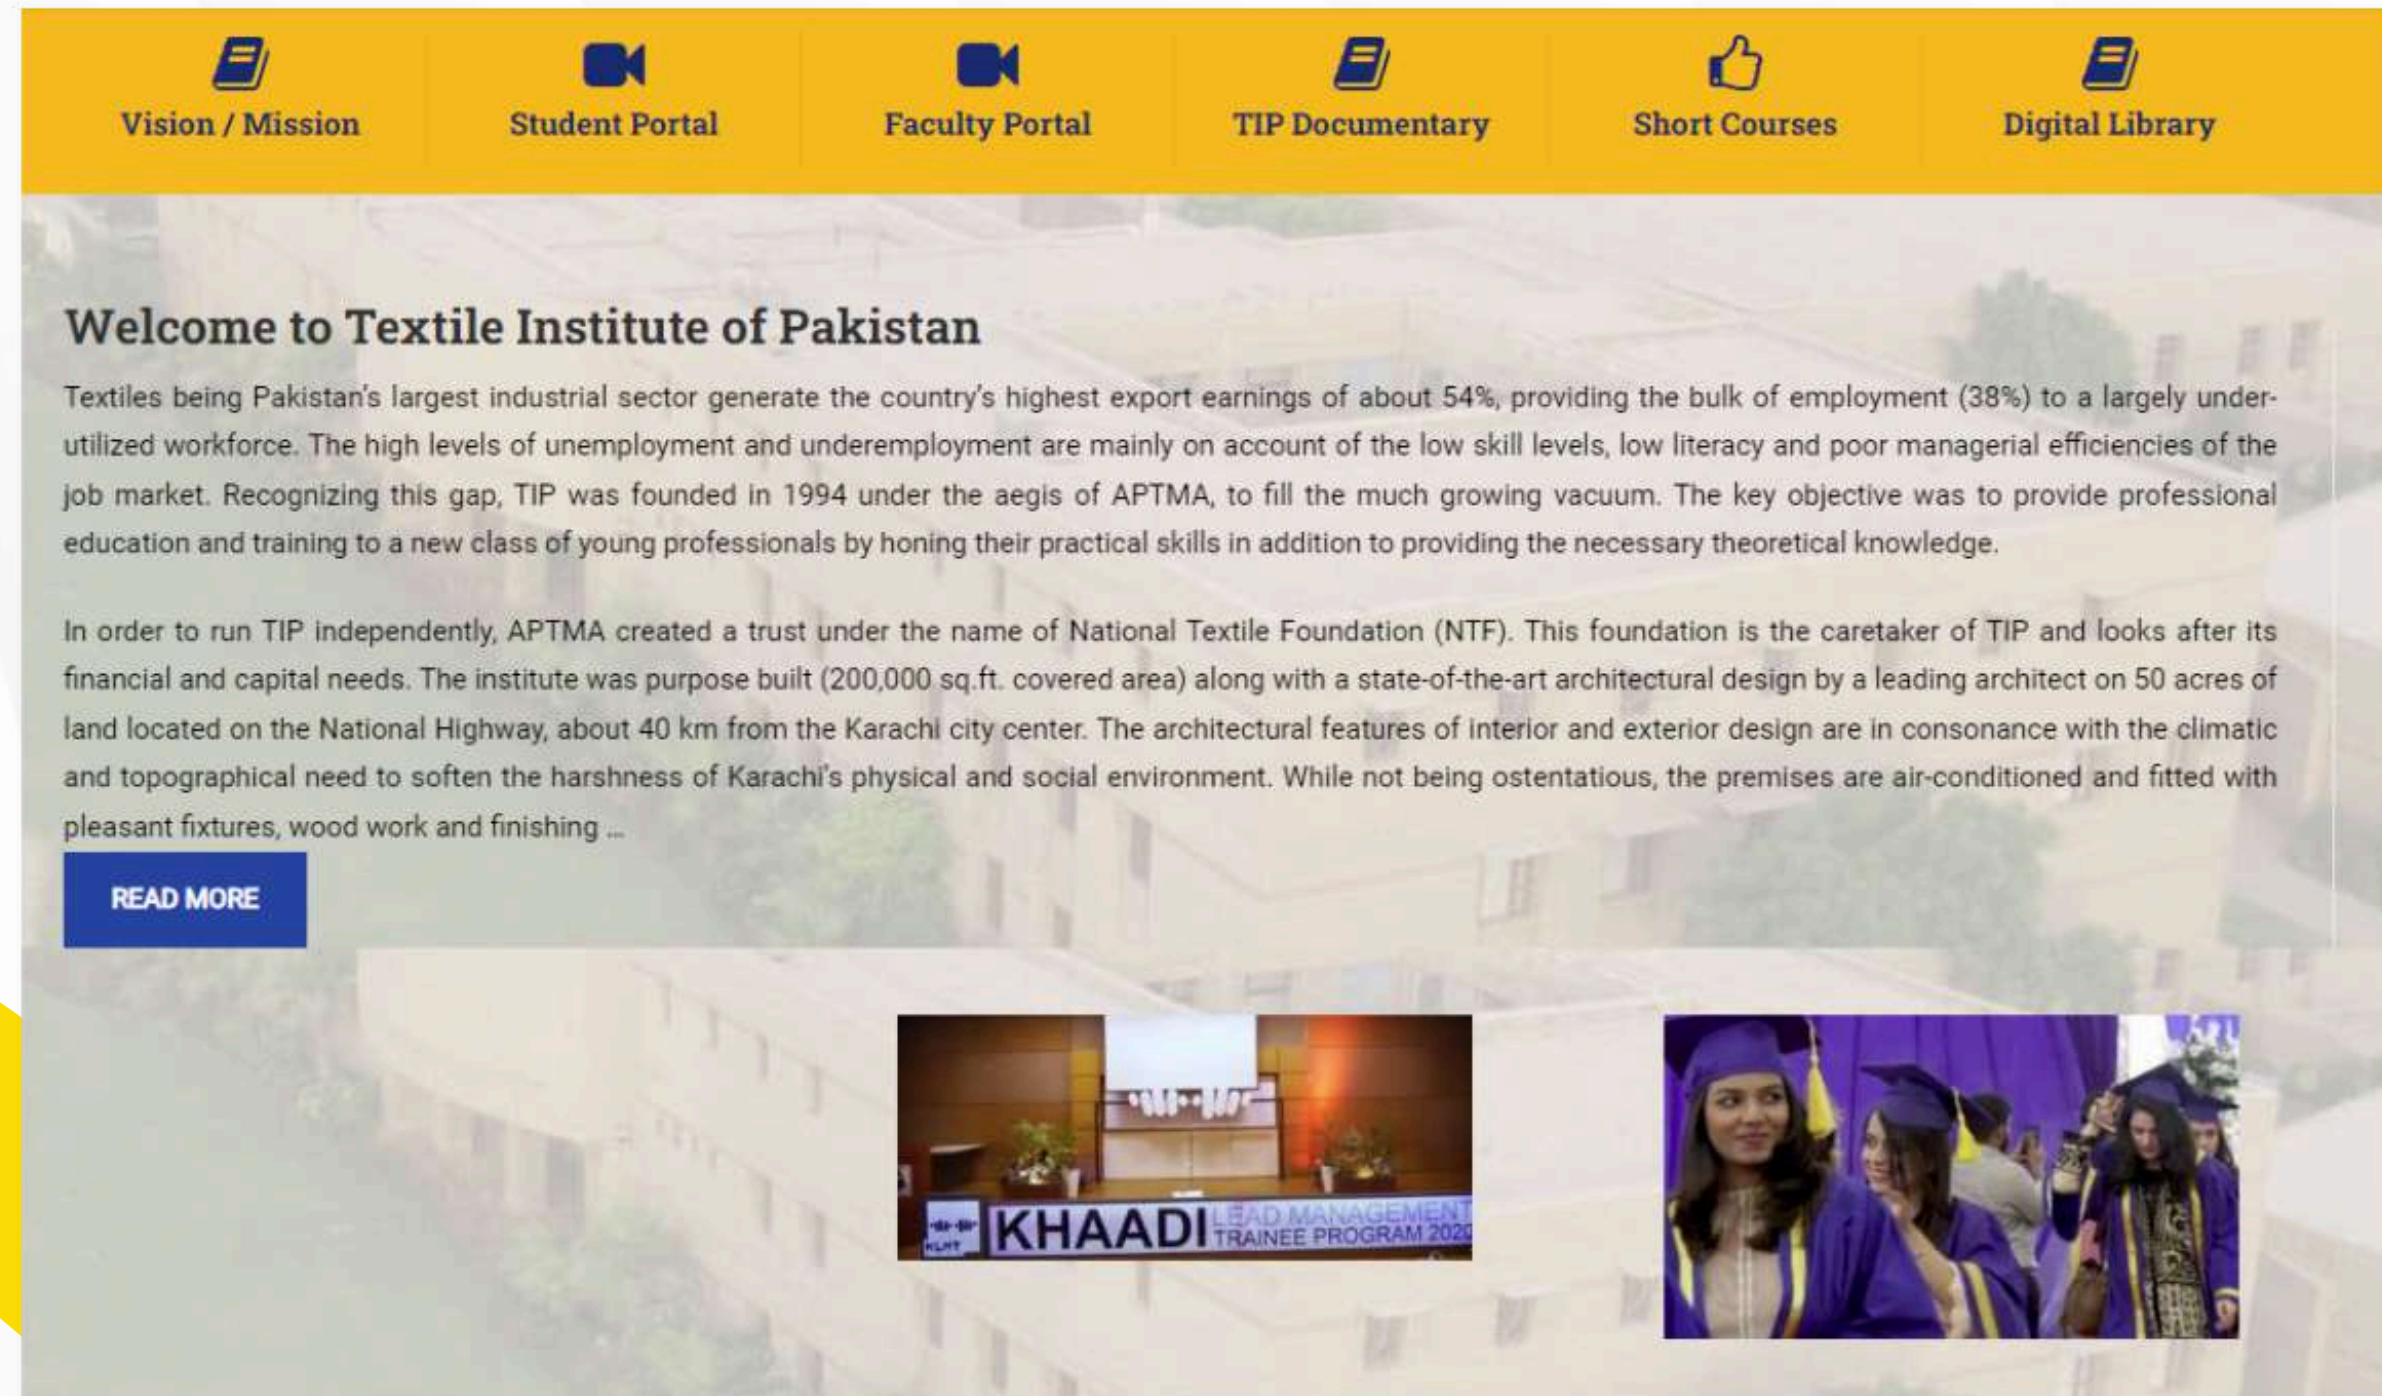 Vision / Mission
Student Portal
Faculty Portal
TIP Documentary
Short Courses
Digital Library
Welcome to Textile Institute of Pakistan
Textiles being Pakistan's largest industrial sector generate the country's highest export earnings of about 54%, providing the bulk of employment (38%) to a largely under-
utilized workforce. The high levels of unemployment and underemployment are mainly on account of the low skill levels, low literacy and poor managerial efficiencies of the
job market. Recognizing this gap, TIP was founded in 1994 under the aegis of APTMA, to fill the much growing vacuum. The key objective was to provide professional
education and training to a new class of young professionals by honing their practical skills in addition to providing the necessary theoretical knowledge.
In order to run TIP independently, APTMA created a trust under the name of National Textile Foundation (NTF). This foundation is the caretaker of TIP and looks after its
financial and capital needs. The institute was purpose built (200,000 sq.ft. covered area) along with a state-of-the-art architectural design by a leading architect on 50 acres of
land located on the National Highway, about 40 km from the Karachi city center. The architectural features of interior and exterior design are in consonance with the climatic
and topographical need to soften the harshness of Karachi's physical and social environment. While not being ostentatious, the premises are air-conditioned and fitted with
pleasant fixtures, wood work and finishing ...
READ MORE
KLMT
KHAADI
LEAD MANAGEMENT
TRAINEE PROGRAM 2020